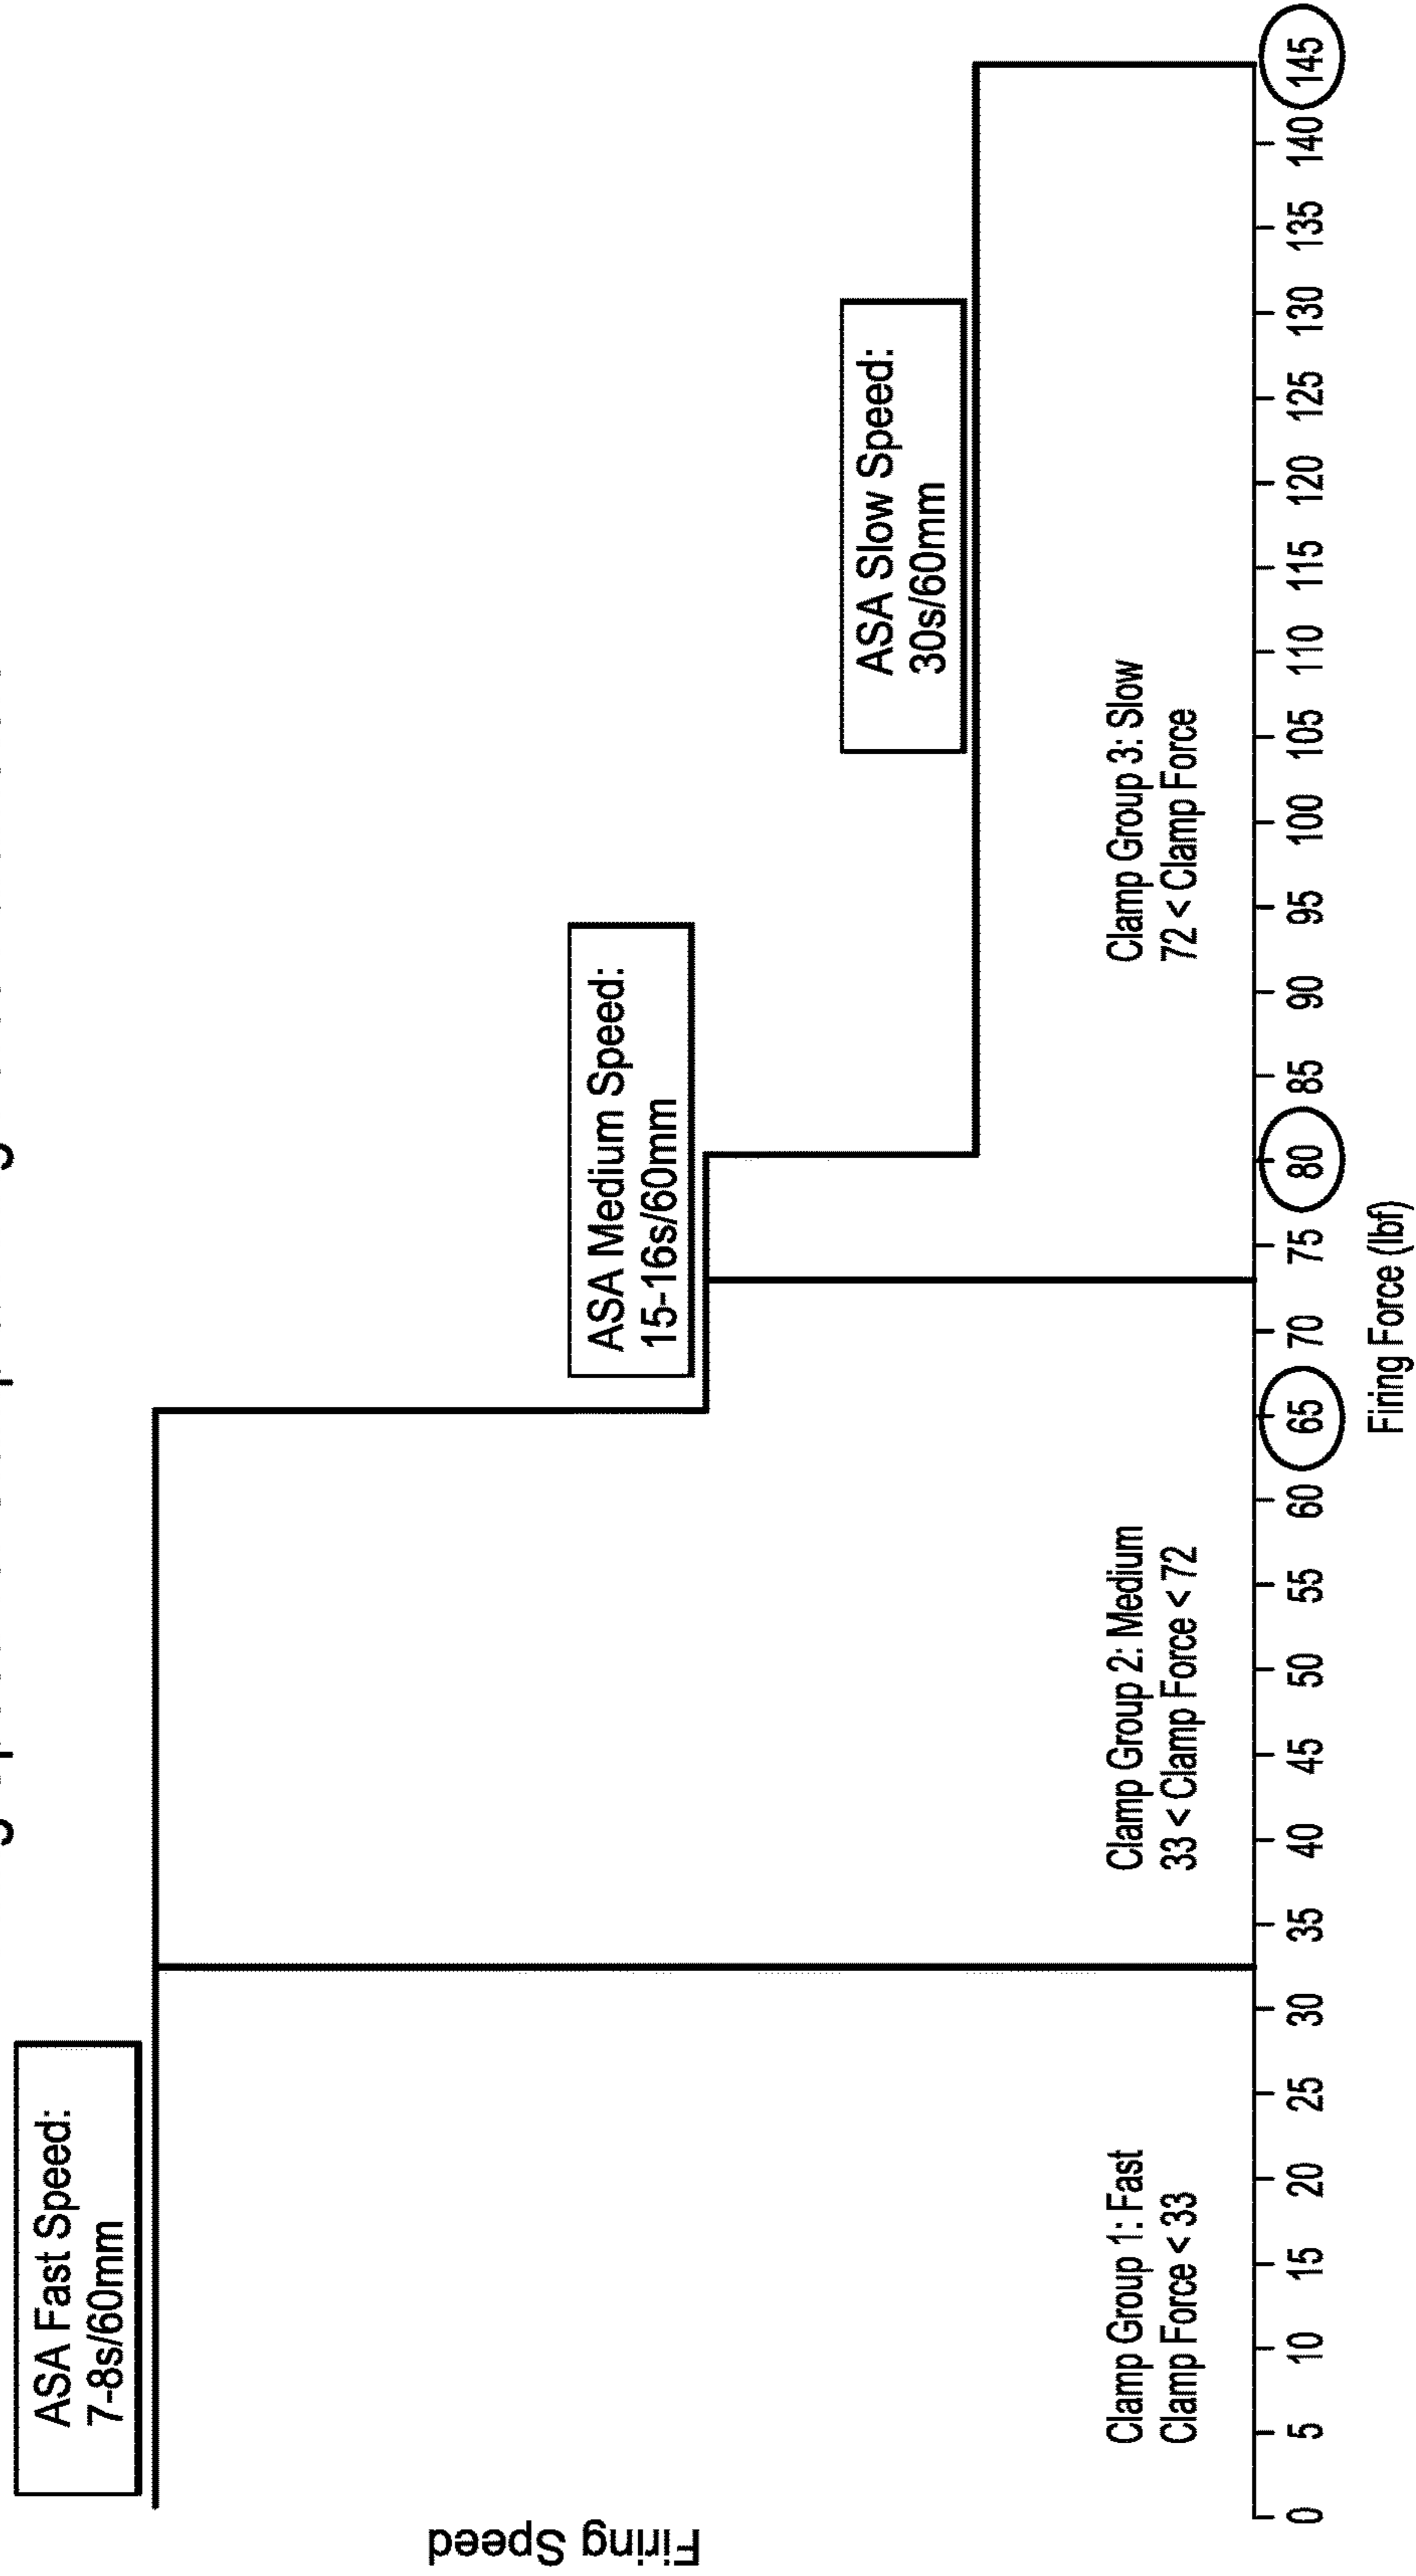 ASA Fast Speed:
7-8s/60mm
ASA Medium Speed:
15-16s/60mm
ASA Slow Speed:
30s/60mm
Firing Speed
Clamp Group 1: Fast
Clamp Force < 33
Clamp Group 2: Medium
33 < Clamp Force < 72
Clamp Group 3: Slow
72 < Clamp Force
0 5 10 15 20 25 30 35 40 45 50 55 60 65 70 75 80 85 90 95 100 105 110 115 120 125 130 135 140 145
Firing Force (lbf)